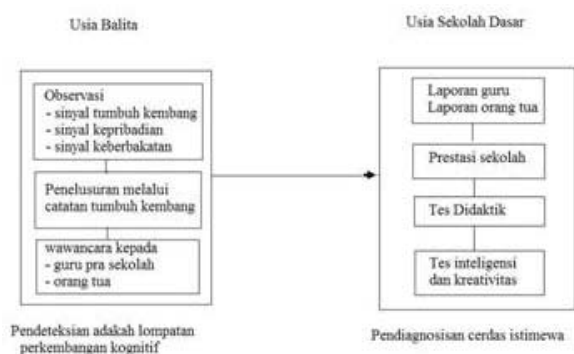 Usia Balita
Observasi
- sinyal tumbuh kembang
- sinyal kepribadian
- sinyal keberbakatan
Penelusuran melalui
catatan tumbuh kembang
wawancara kepada
- guru pra sekolah
- orang tua
Pendeteksian adakah lompatan
perkembangan kognitif
Usia Sekolah Dasar
Laporan guru
Laporan orang tua
Prestasi sekolah
Tes Didaktik
Tes inteligensi
dan kreativitas
Pendiagnosisan cerdas istimewa